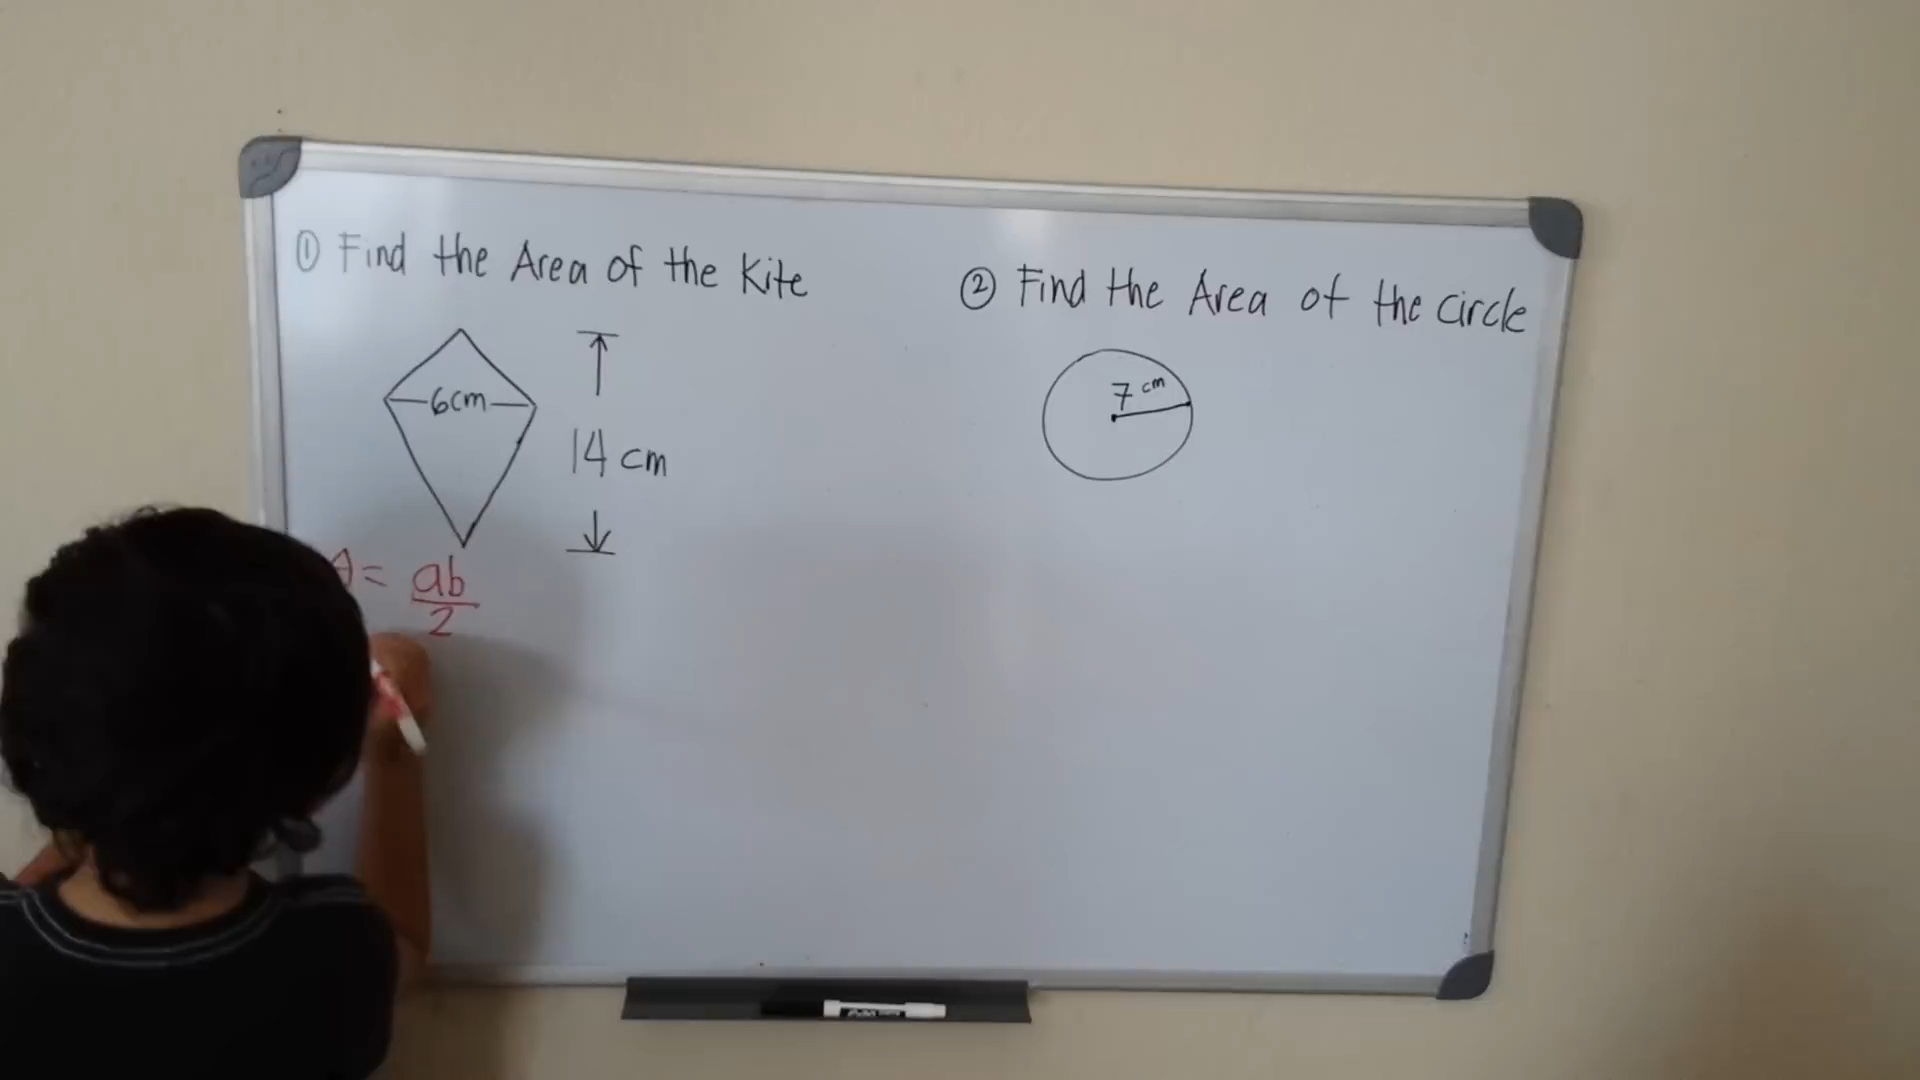 ① Find the Area of the Kite
6cm
14 cm
A = ab
2
② Find the Area of the circle
7 cm